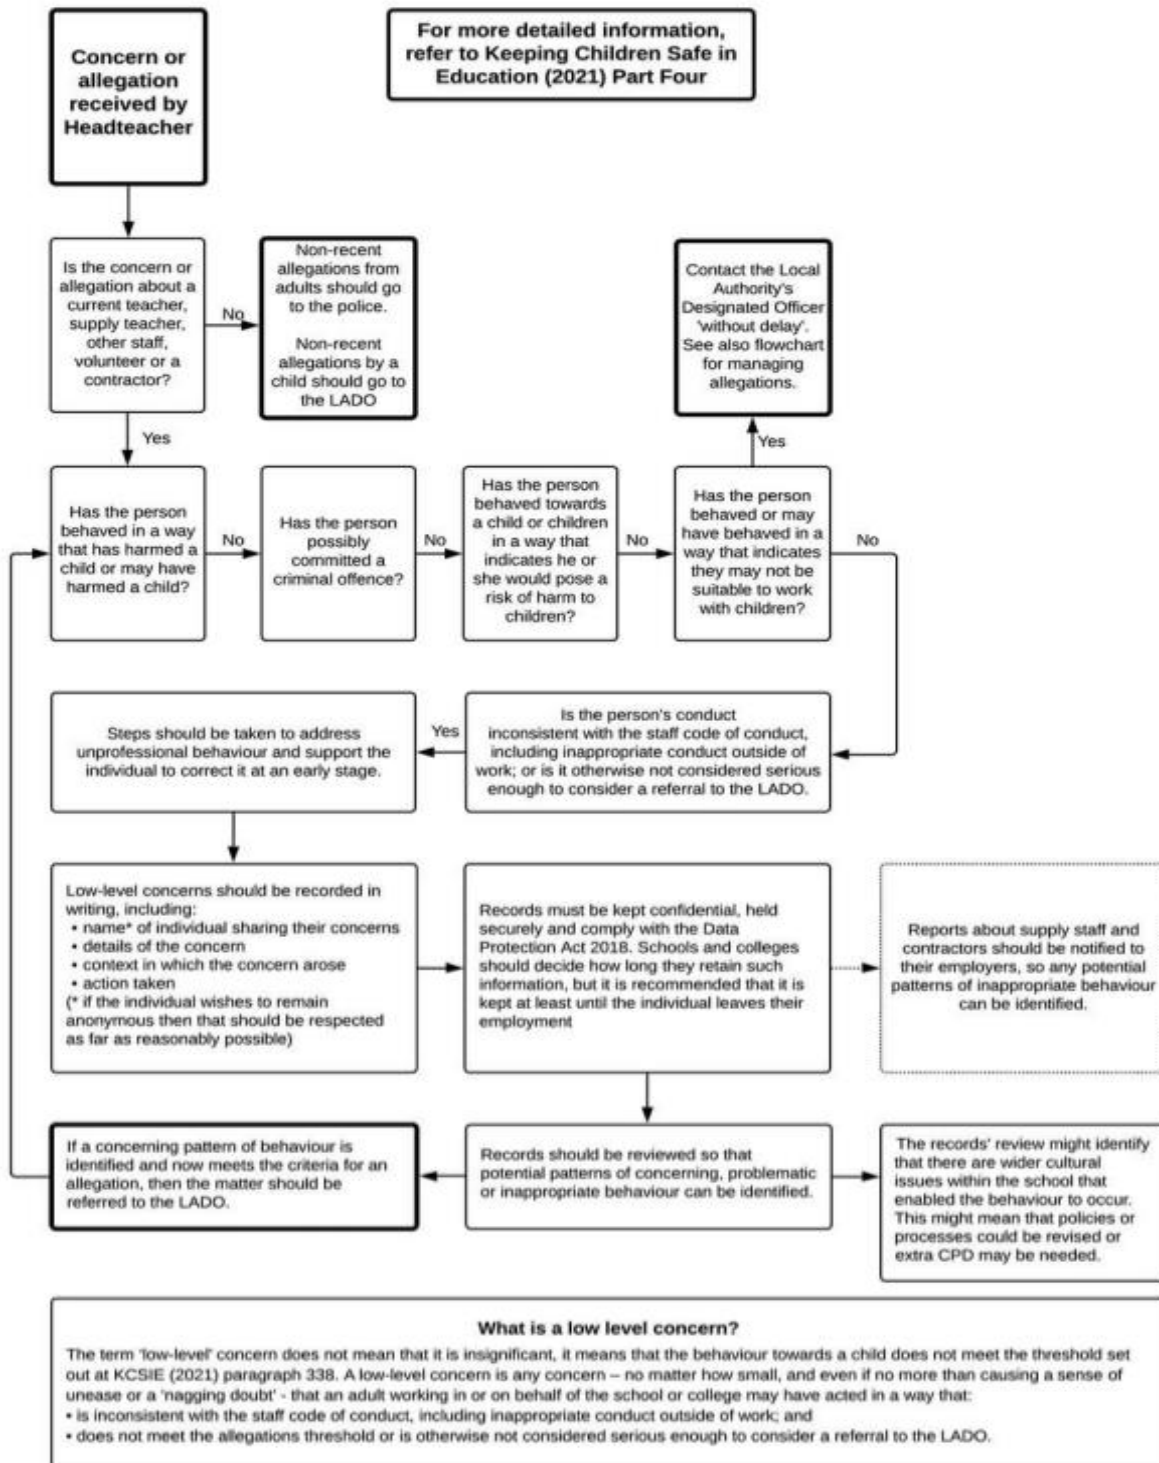 Concern or
allegation
received by
Headteacher
For more detailed information,
refer to Keeping Children Safe in
Education (2021) Part Four
Is the concern or
allegation about a
current teacher,
supply teacher,
other staff,
volunteer or a
contractor?
No
Non-recent
allegations from
adults should go
to the police.
Non-recent
allegations by a
child should go to
the LADO
Contact the Local
Authority's
Designated Officer
'without delay'.
See also flowchart
for managing
allegations.
Yes
Yes
Has the person
behaved in a way
that has harmed a
child or may have
harmed a child?
No
Has the person
possibly
committed a
criminal offence?
No
Has the person
behaved towards
a child or children
in a way that
indicates he or
she would pose a
risk of harm to
children?
No
Has the person
behaved or may
have behaved in a
way that indicates
they may not be
suitable to work
with children?
No
Steps should be taken to address
unprofessional behaviour and support the
individual to correct it at an early stage.
Yes
Is the person's conduct
inconsistent with the staff code of conduct,
including inappropriate conduct outside of
work; or is it otherwise not considered serious
enough to consider a referral to the LADO.
Low-level concerns should be recorded in
writing, including:
• name* of individual sharing their concerns
• details of the concern
• context in which the concern arose
• action taken
(* if the individual wishes to remain
anonymous then that should be respected
as far as reasonably possible)
Records must be kept confidential, held
securely and comply with the Data
Protection Act 2018. Schools and colleges
should decide how long they retain such
information, but it is recommended that it is
kept at least until the individual leaves their
employment
Reports about supply staff and
contractors should be notified to
their employers, so any potential
patterns of inappropriate behaviour
can be identified.
If a concerning pattern of behaviour is
identified and now meets the criteria for an
allegation, then the matter should be
referred to the LADO.
Records should be reviewed so that
potential patterns of concerning, problematic
or inappropriate behaviour can be identified.
The records' review might identify
that there are wider cultural
issues within the school that
enabled the behaviour to occur.
This might mean that policies or
processes could be revised or
extra CPD may be needed.
What is a low level concern?
The term 'low-level' concern does not mean that it is insignificant, it means that the behaviour towards a child does not meet the threshold set
out at KCSIE (2021) paragraph 338. A low-level concern is any concern – no matter how small, and even if no more than causing a sense of
unease or a 'nagging doubt' - that an adult working in or on behalf of the school or college may have acted in a way that:
• is inconsistent with the staff code of conduct, including inappropriate conduct outside of work; and
• does not meet the allegations threshold or is otherwise not considered serious enough to consider a referral to the LADO.